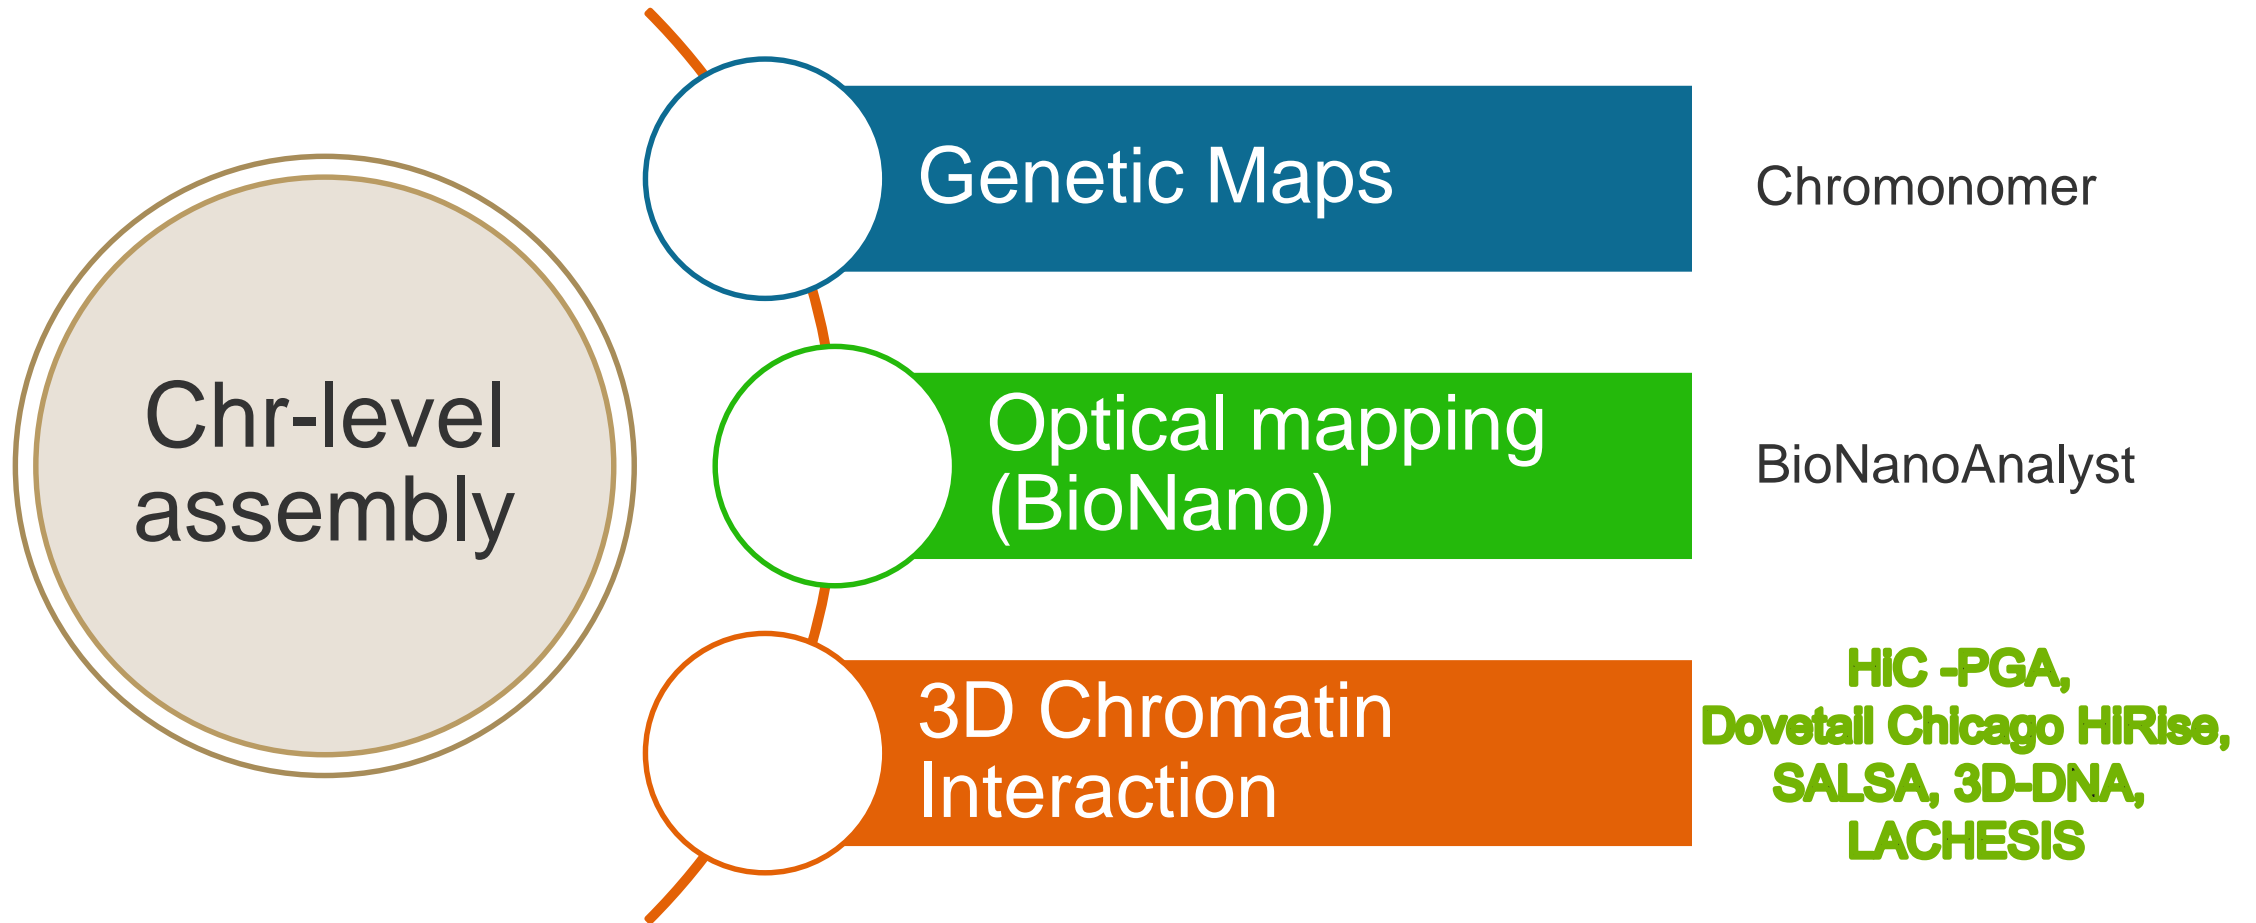 Chr-level
assembly
Genetic Maps
Chromonomer
Optical mapping
(BioNano)
BioNanoAnalyst
3D Chromatin
Interaction
HiC -PGA,
Dovetail Chicago HiRise,
SALSA, 3D-DNA,
LACHESIS